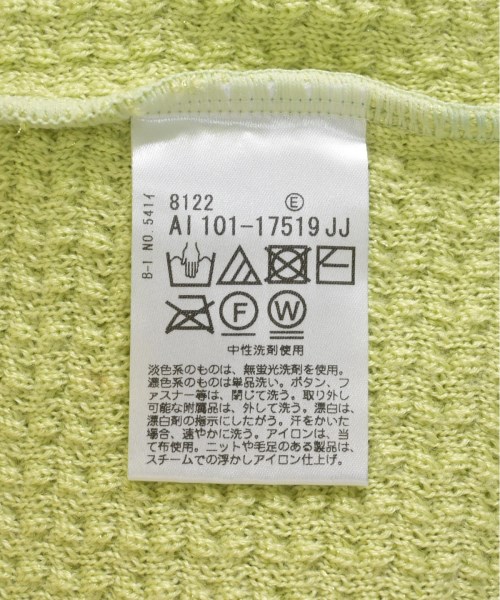 8122 Ⓔ
AI 101-17519 JJ
B-I NO.541イ
F W
中性洗剤使用
淡色系のものは、無蛍光洗剤を使用。
濃色系のものは単品洗い。ボタン、フ
ァスナー等は、閉じて洗う。取り外し
可能な附属品は、外して洗う。漂白は、
漂白剤の指示にしたがう。汗をかいた
場合、速やかに洗う。アイロンは、当
て布使用。ニットや毛足のある製品は、
スチームでの浮かしアイロン仕上げ。